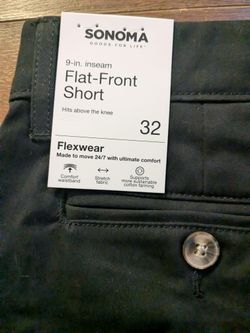 SONOMA
GOODS FOR LIFE
9-in. inseam
Flat-Front
Short
Hits above the knee
32
Flexwear
Made to move 24/7 with ultimate comfort
Comfort
waistband
Stretch
fabric
Supports
more sustainable
cotton farming